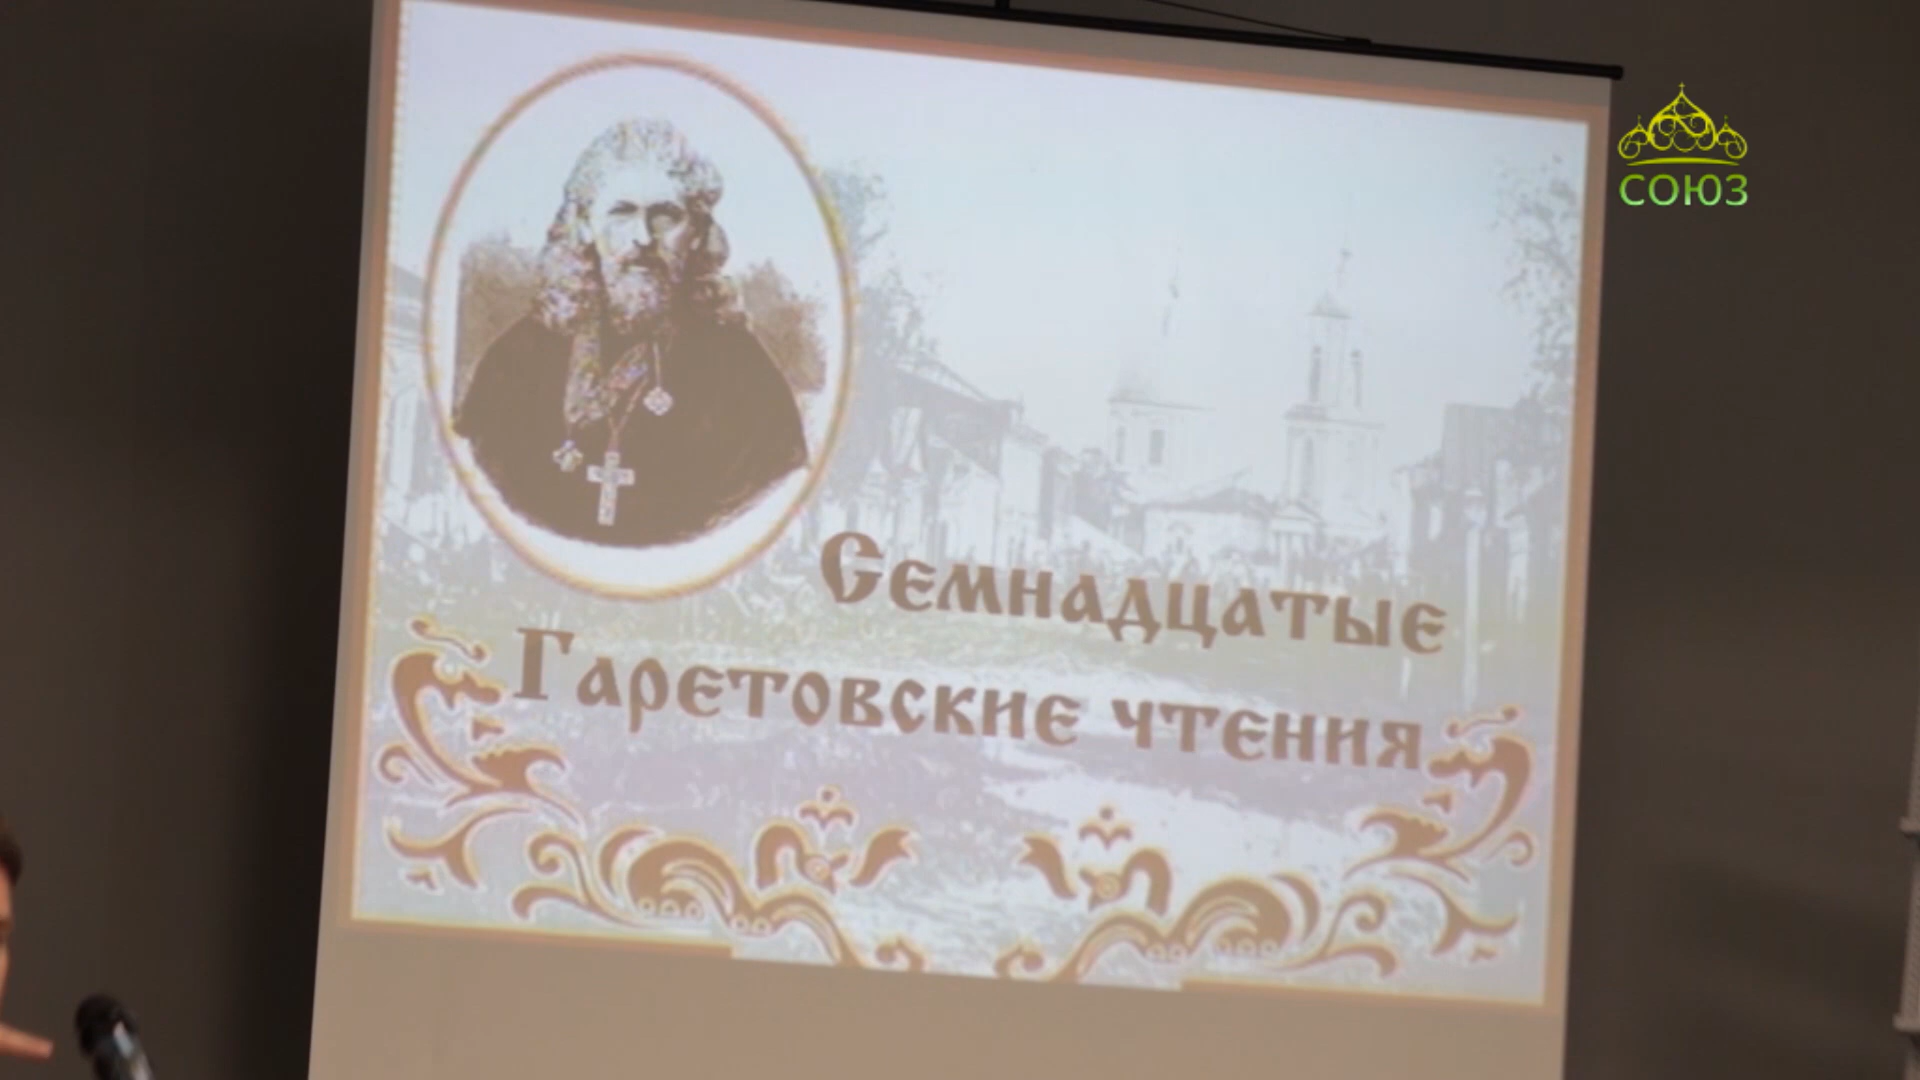 СОЮЗ
Семнадцатые
Гаретовские чтения